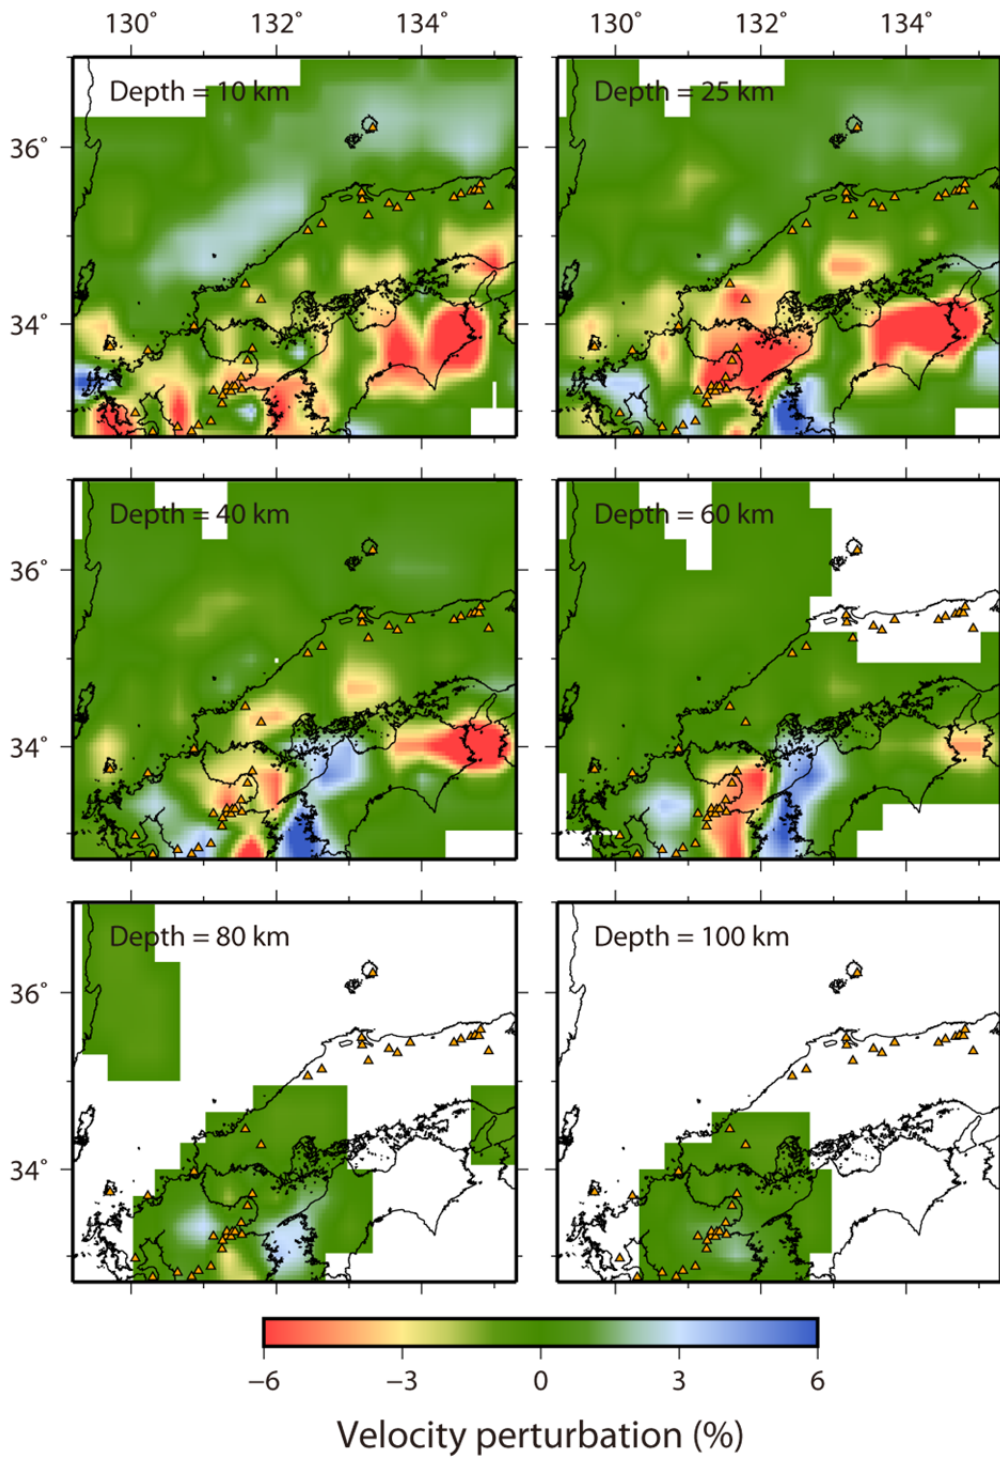 130° 132° 134° 130° 132° 134°
Depth = 10 km Depth = 25 km
36°
34°
Depth = 40 km Depth = 60 km
36°
34°
Depth = 80 km Depth = 100 km
36°
34°
−6 −3 0 3 6
Velocity perturbation (%)